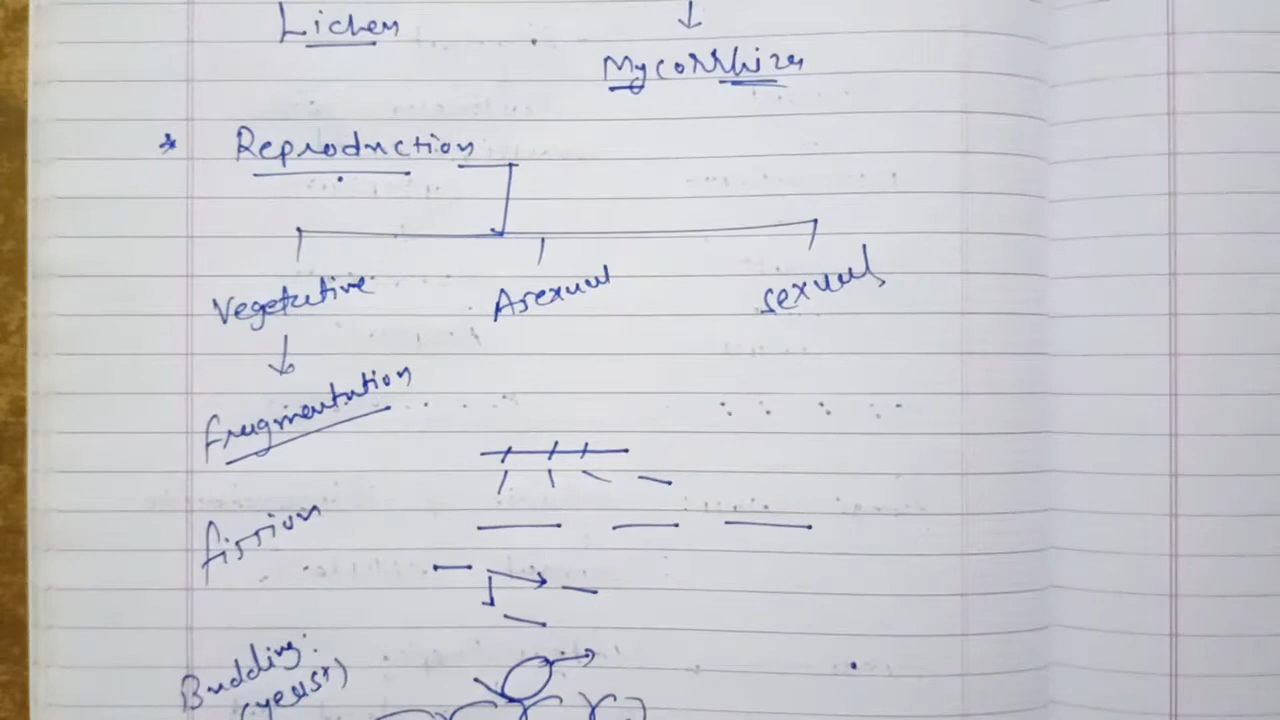 Lichen
Mycorrhiza
* Reproduction
Vegetative Asexual sexual
Fragmentation
fission
Budding:
(yeast)